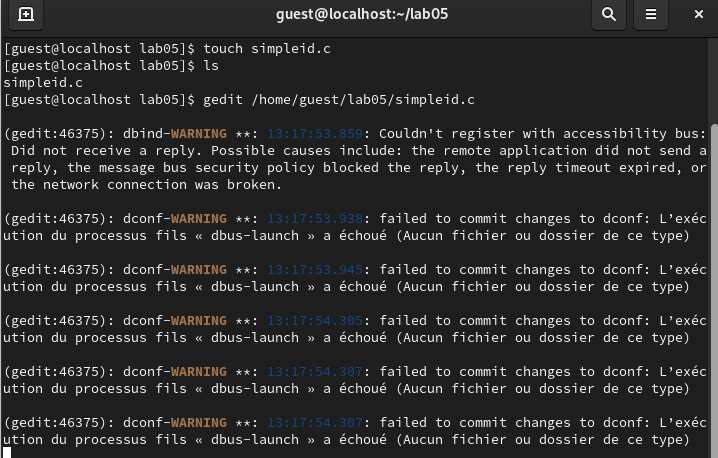 guest@localhost:~/lab05
[guest@localhost lab05]$ touch simpleid.c
[guest@localhost lab05]$ ls
simpleid.c
[guest@localhost lab05]$ gedit /home/guest/lab05/simpleid.c
(gedit:46375): dbind-WARNING **: 13:17:53.859: Couldn't register with accessibility bus:
Did not receive a reply. Possible causes include: the remote application did not send a
reply, the message bus security policy blocked the reply, the reply timeout expired, or
the network connection was broken.
(gedit:46375): dconf-WARNING **: 13:17:53.938: failed to commit changes to dconf: L’exéc
ution du processus fils « dbus-launch » a échoué (Aucun fichier ou dossier de ce type)
(gedit:46375): dconf-WARNING **: 13:17:53.945: failed to commit changes to dconf: L’exéc
ution du processus fils « dbus-launch » a échoué (Aucun fichier ou dossier de ce type)
(gedit:46375): dconf-WARNING **: 13:17:54.305: failed to commit changes to dconf: L’exéc
ution du processus fils « dbus-launch » a échoué (Aucun fichier ou dossier de ce type)
(gedit:46375): dconf-WARNING **: 13:17:54.307: failed to commit changes to dconf: L’exéc
ution du processus fils « dbus-launch » a échoué (Aucun fichier ou dossier de ce type)
(gedit:46375): dconf-WARNING **: 13:17:54.307: failed to commit changes to dconf: L’exéc
ution du processus fils « dbus-launch » a échoué (Aucun fichier ou dossier de ce type)